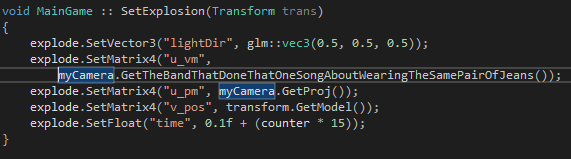 void MainGame :: SetExplosion(Transform trans)
{
explode.SetVector3("lightDir", glm::vec3(0.5, 0.5, 0.5));
explode.SetMatrix4("u_vm",
myCamera.GetTheBandThatDoneThatOneSongAboutWearingTheSamePairOfJeans());
explode.SetMatrix4("u_pm", myCamera.GetProj());
explode.SetMatrix4("v_pos", transform.GetModel());
explode.SetFloat("time", 0.1f + (counter * 15));
}